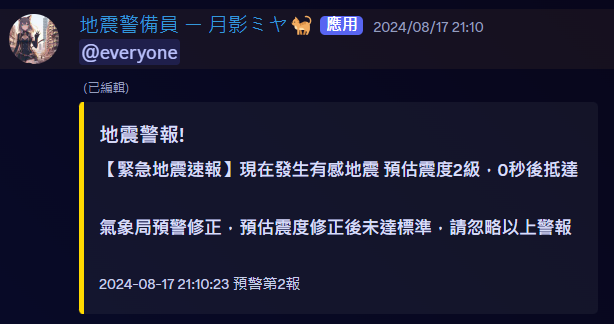 地震警備員 — 月影ミヤ🐈 應用 2024/08/17 21:10
@everyone
(已編輯)
地震警報!
【緊急地震速報】現在發生有感地震 預估震度2級，0秒後抵達
氣象局預警修正，預估震度修正後未達標準，請忽略以上警報
2024-08-17 21:10:23 預警第2報